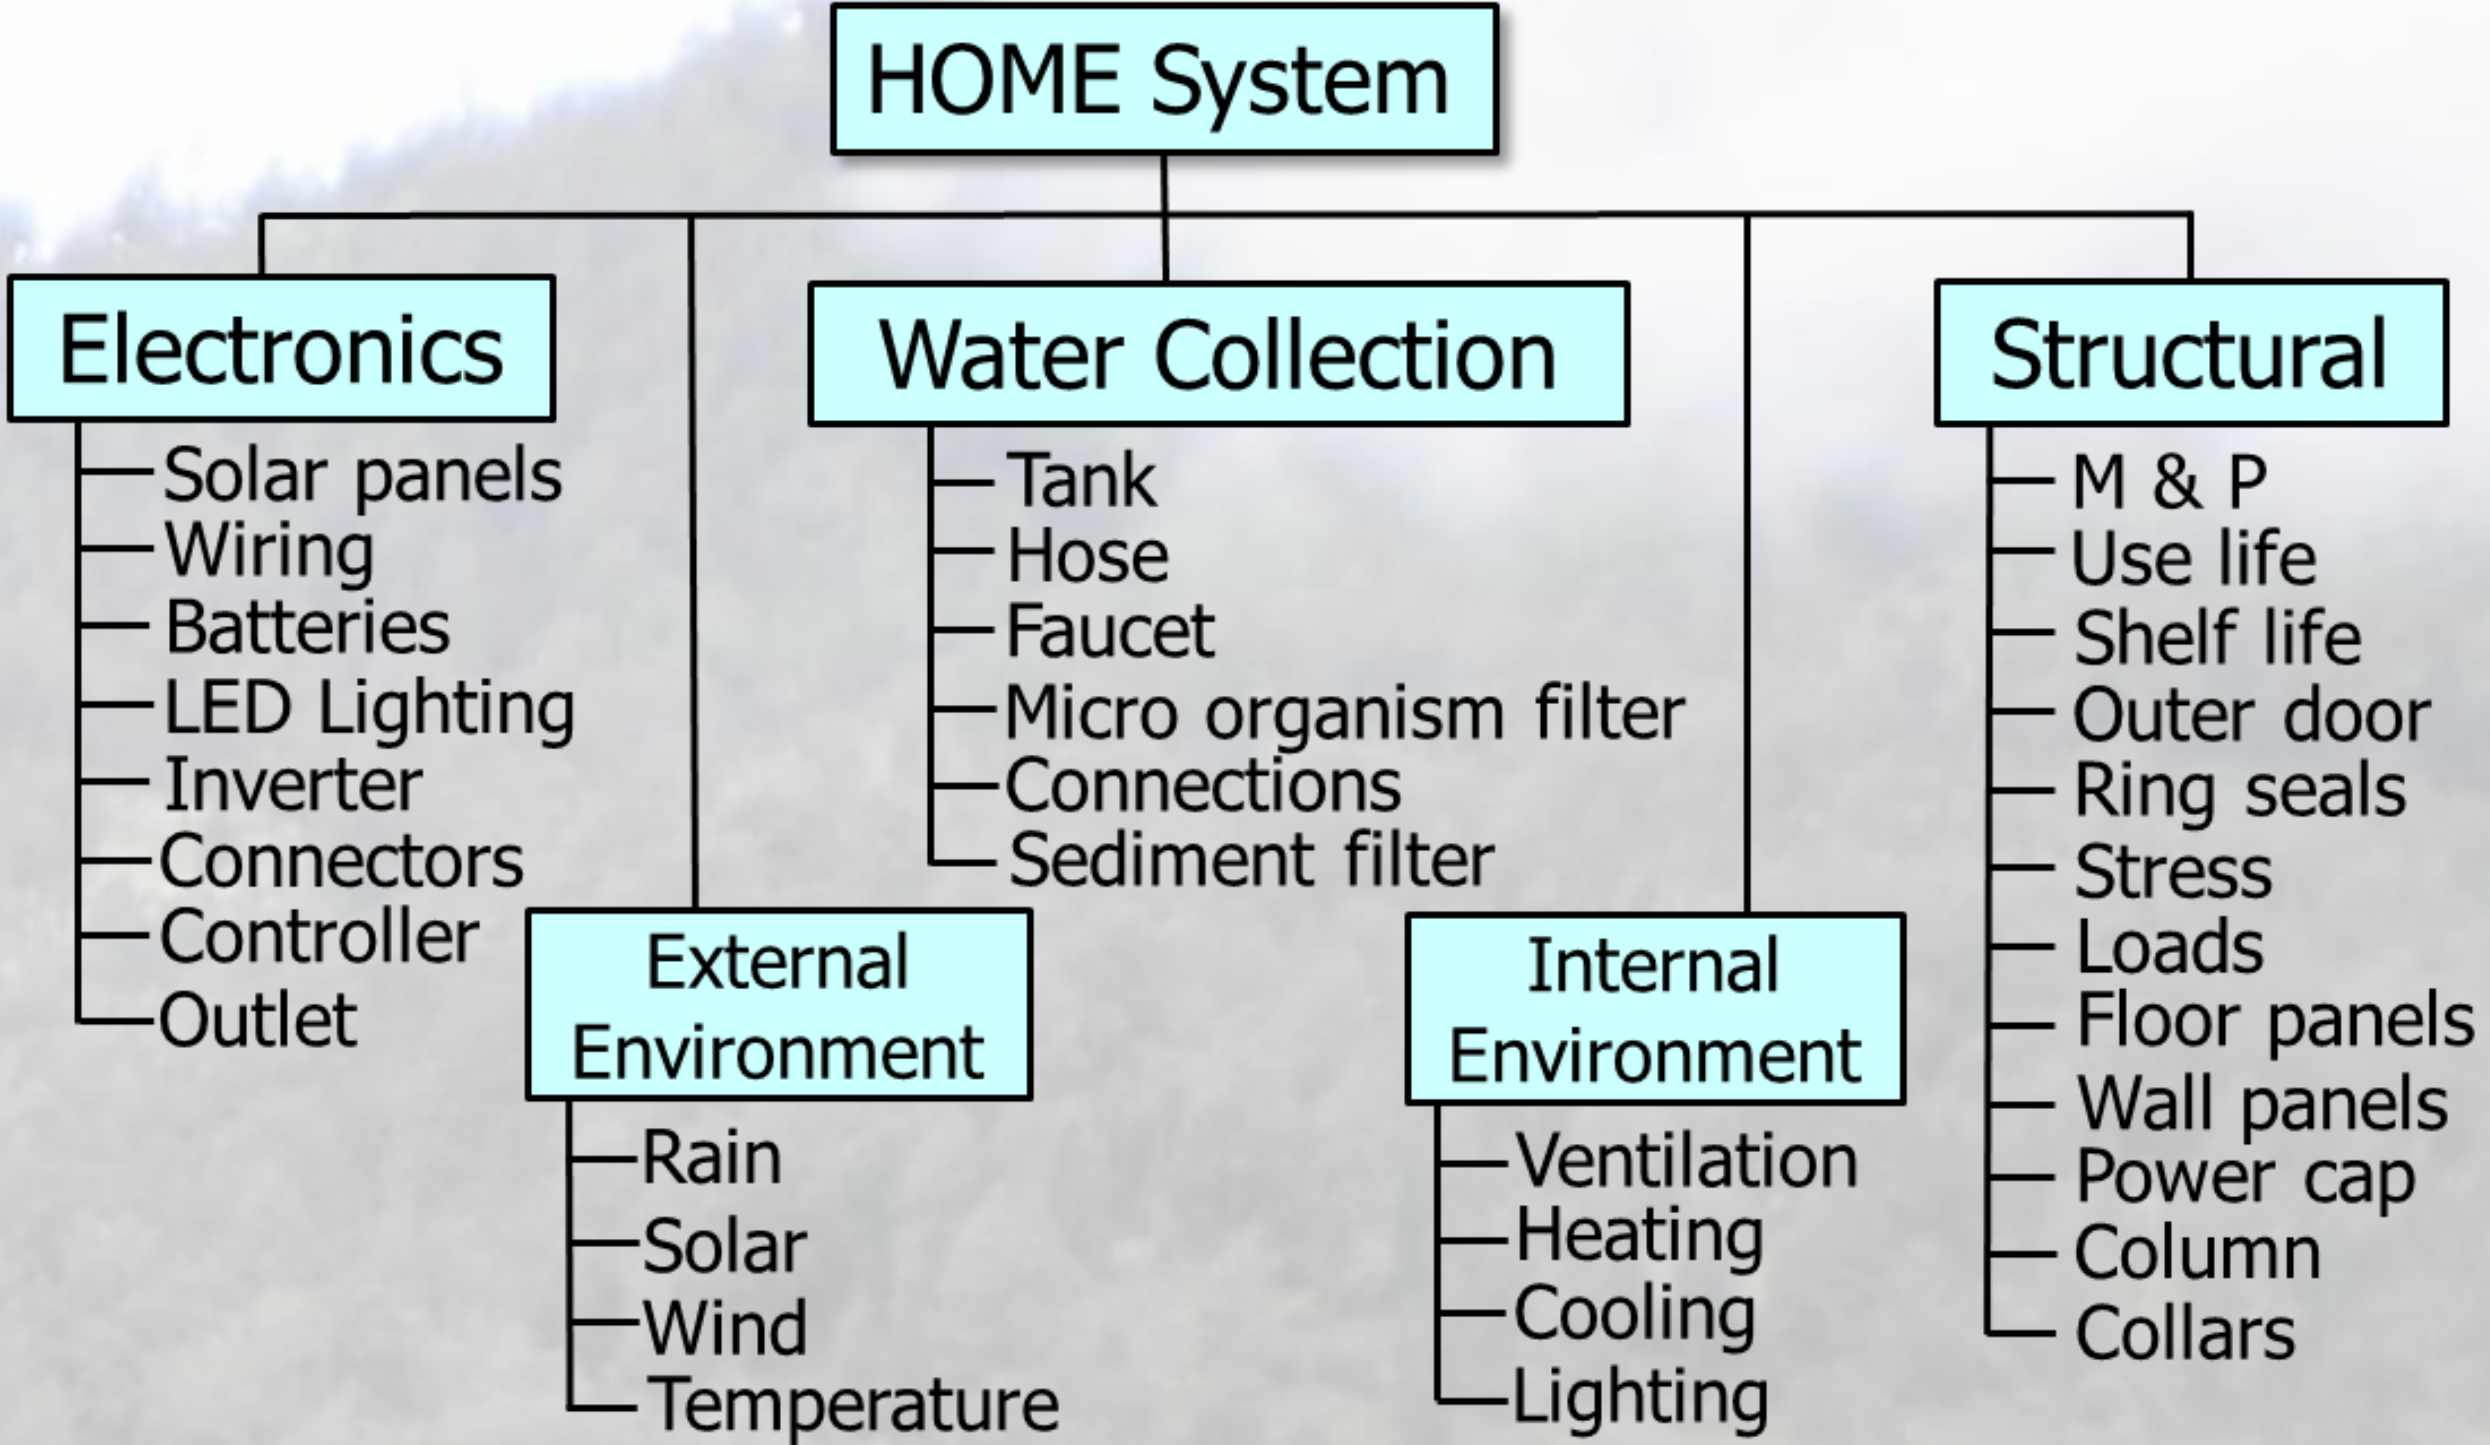 HOME System
Electronics
Solar panels
Wiring
Batteries
LED Lighting
Inverter
Connectors
Controller
Outlet
External
Environment
Rain
Solar
Wind
Temperature
Water Collection
Tank
Hose
Faucet
Micro organism filter
Connections
Sediment filter
Internal
Environment
Ventilation
Heating
Cooling
Lighting
Structural
M & P
Use life
Shelf life
Outer door
Ring seals
Stress
Loads
Floor panels
Wall panels
Power cap
Column
Collars